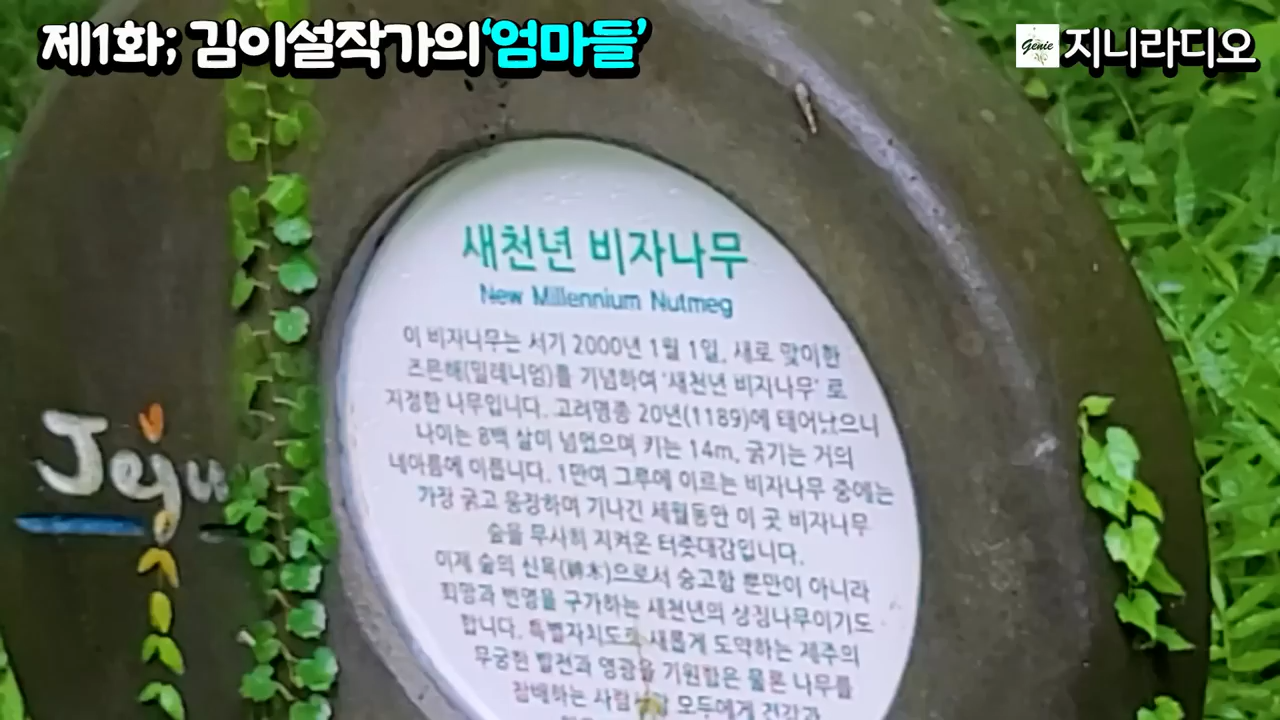 제1화; 김이설작가의 '엄마들'
Genie 지니라디오
새천년 비자나무
New Millennium Nutmeg
이 비자나무는 서기 2000년 1월 1일, 새로 맞이한
즈믄해(밀레니엄)를 기념하여 '새천년 비자나무' 로
지정한 나무입니다. 고려명종 20년(1189)에 태어났으니
나이는 8백 살이 넘었으며 키는 14m, 굵기는 거의
네아름에 이릅니다. 1만여 그루에 이르는 비자나무 중에는
가장 굵고 웅장하며 기나긴 세월동안 이 곳 비자나무
숲을 무사히 지켜온 터줏대감입니다.
이제 숲의 신목(神木)으로서 숭고함 뿐만이 아니라
희망과 번영을 구가하는 새천년의 상징나무이기도
합니다. 특별자치도로 새롭게 도약하는 제주의
무궁한 발전과 영광을 기원함은 물론 나무를
참배하는 사람 모두에게 건강과
Jeju